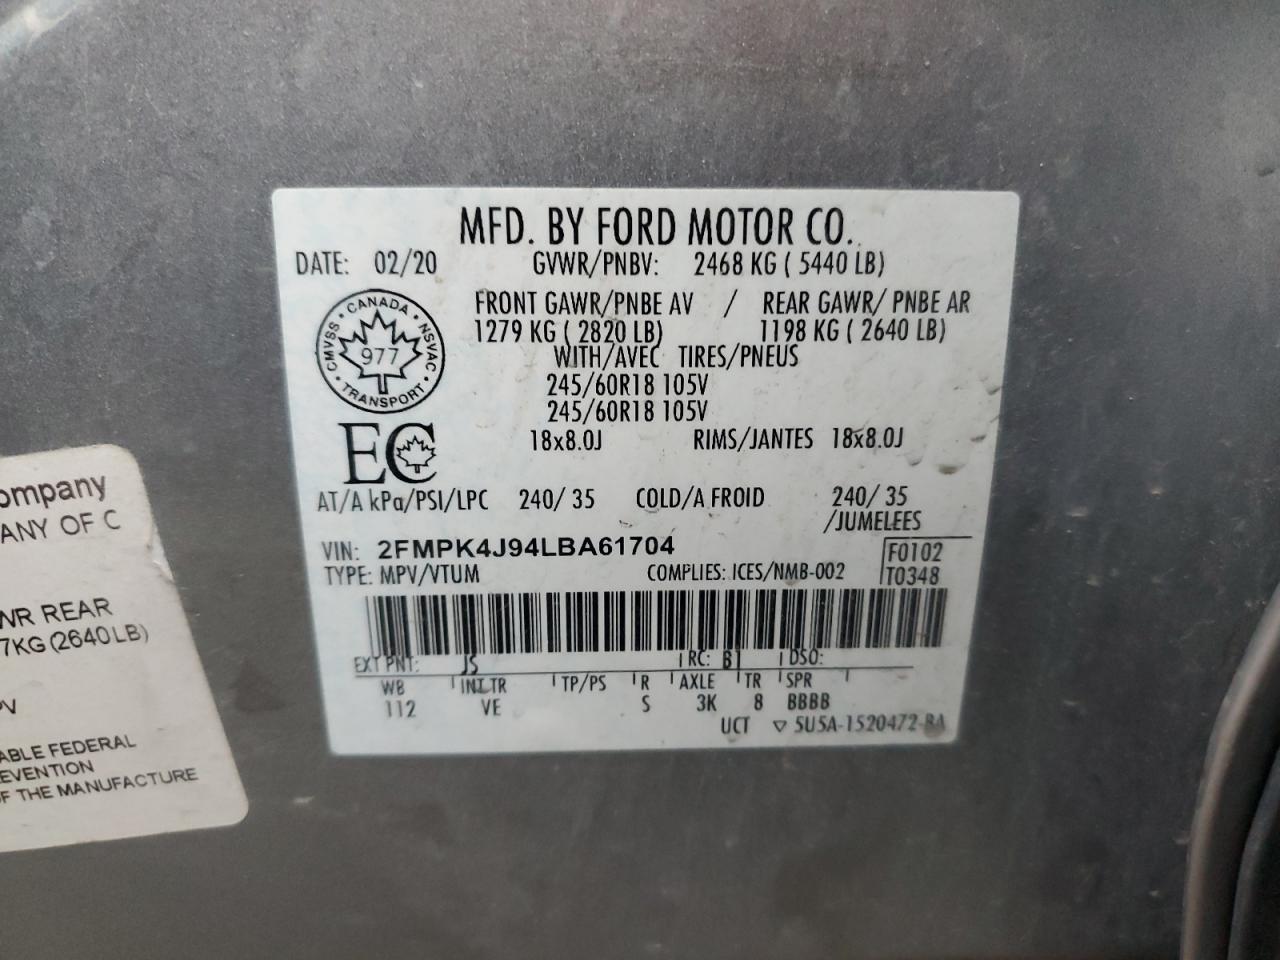 MFD. BY FORD MOTOR CO.
DATE: 02/20 GVWR/PNBV: 2468 KG ( 5440 LB)
FRONT GAWR/PNBE AV / REAR GAWR/ PNBE AR
1279 KG ( 2820 LB) 1198 KG ( 2640 LB)
WITH/AVEC TIRES/PNEUS
245/60R18 105V
245/60R18 105V
18x8.0J RIMS/JANTES 18x8.0J
CMVSS · CANADA · NSVAC · TRANSPORT ·
977
EC
AT/A kPa/PSI/LPC 240/ 35 COLD/A FROID 240/ 35
/JUMELEES
VIN: 2FMPK4J94LBA61704 F0102
TYPE: MPV/VTUM COMPLIES: ICES/NMB-002 T0348
EXT PNT: JS RC: B DSO:
WB INT TR TP/PS R AXLE TR SPR
112 VE S 3K 8 BBBB
UCT ▽ 5U5A-1520472-BA
ompany
ANY OF C
WR REAR
7KG (2640LB)
PV
ABLE FEDERAL
EVENTION
F THE MANUFACTURE